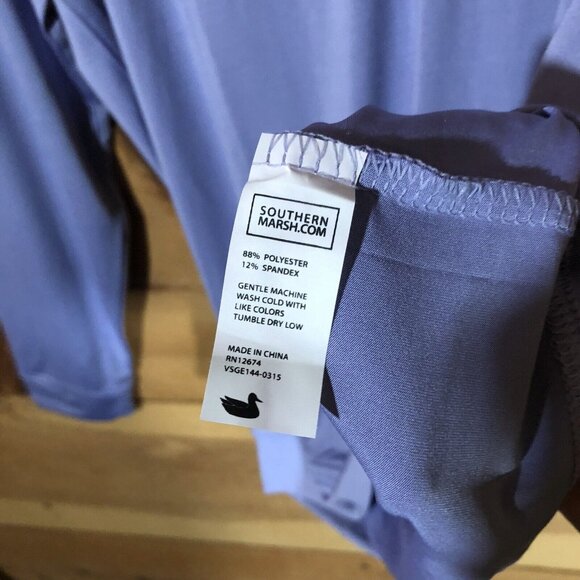 SOUTHERN
MARSH.COM
88% POLYESTER
12% SPANDEX
GENTLE MACHINE
WASH COLD WITH
LIKE COLORS
TUMBLE DRY LOW
MADE IN CHINA
RN12674
VSGE144-0315